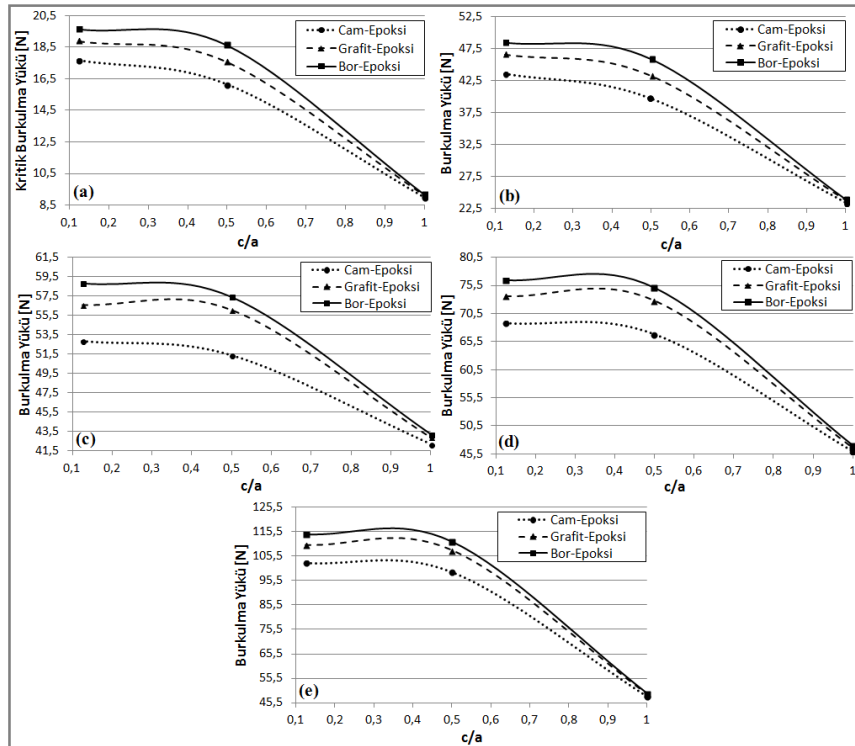 Kritik Burkulma Yükü [N]
20,5
18,5
16,5
14,5
12,5
10,5
8,5
Cam-Epoksi
Grafit-Epoksi
Bor-Epoksi
(a)
0,1 0,2 0,3 0,4 0,5 0,6 0,7 0,8 0,9 1
c/a
Burkulma Yükü [N]
52,5
47,5
42,5
37,5
32,5
27,5
22,5
Cam-Epoksi
Grafit-Epoksi
Bor-Epoksi
(b)
0,1 0,2 0,3 0,4 0,5 0,6 0,7 0,8 0,9 1
c/a
Burkulma Yükü [N]
61,5
59,5
57,5
55,5
53,5
51,5
49,5
47,5
45,5
43,5
41,5
Cam-Epoksi
Grafit-Epoksi
Bor-Epoksi
(c)
0,1 0,2 0,3 0,4 0,5 0,6 0,7 0,8 0,9 1
c/a
Burkulma Yükü [N]
80,5
75,5
70,5
65,5
60,5
55,5
50,5
45,5
Cam-Epoksi
Grafit-Epoksi
Bor-Epoksi
(d)
0,1 0,2 0,3 0,4 0,5 0,6 0,7 0,8 0,9 1
c/a
Burkulma Yükü [N]
125,5
115,5
105,5
95,5
85,5
75,5
65,5
55,5
45,5
Cam-Epoksi
Grafit-Epoksi
Bor-Epoksi
(e)
0,1 0,2 0,3 0,4 0,5 0,6 0,7 0,8 0,9 1
c/a